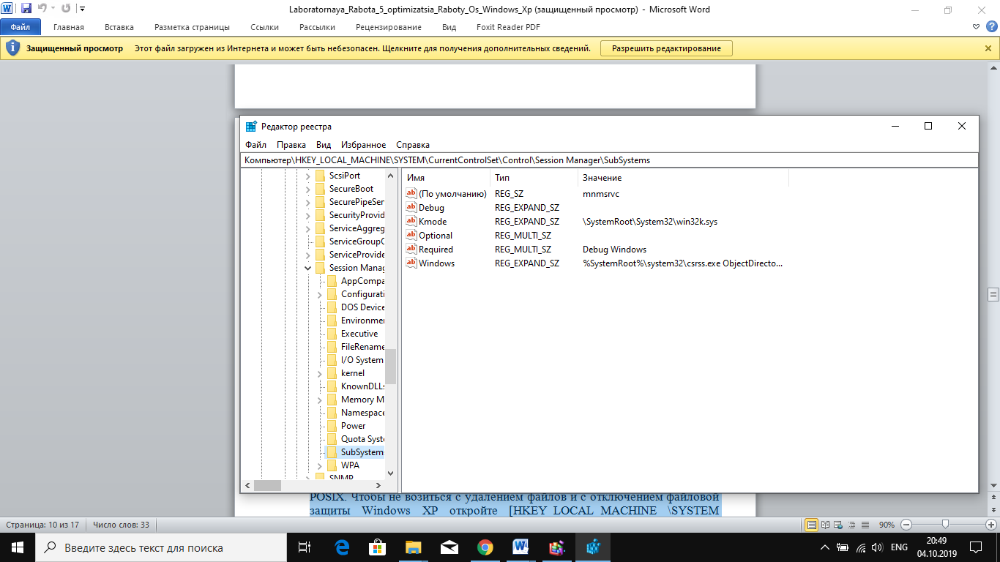 Laboratornaya_Rabota_5_optimizatsia_Raboty_Os_Windows_Xp (защищенный просмотр) - Microsoft Word
Файл Главная Вставка Разметка страницы Ссылки Рассылки Рецензирование Вид Foxit Reader PDF
Защищенный просмотр Этот файл загружен из Интернета и может быть небезопасен. Щелкните для получения дополнительных сведений. Разрешить редактирование
Редактор реестра
Файл Правка Вид Избранное Справка
Компьютер\HKEY_LOCAL_MACHINE\SYSTEM\CurrentControlSet\Control\Session Manager\SubSystems
ScsiPort
SecureBoot
SecurePipeSer
SecurityProvid
ServiceAggreg
ServiceGroupO
ServiceProvide
Session Manag
AppCompa
Configurati
DOS Device
Environmen
Executive
FileRename
I/O System
kernel
KnownDLLs
Memory M
Namespace
Power
Quota Syste
SubSystems
WPA
SNMP
Имя Тип Значение
(По умолчанию) REG_SZ mnmsrvc
Debug REG_EXPAND_SZ
Kmode REG_EXPAND_SZ \SystemRoot\System32\win32k.sys
Optional REG_MULTI_SZ
Required REG_MULTI_SZ Debug Windows
Windows REG_EXPAND_SZ %SystemRoot%\system32\csrss.exe ObjectDirecto...
POSIX. Чтобы не возиться с удалением файлов и с отключением файловой
защиты Windows XP откройте [HKEY_LOCAL_MACHINE \SYSTEM
Страница: 10 из 17 Число слов: 33 90%
Введите здесь текст для поиска
ENG
20:49
04.10.2019